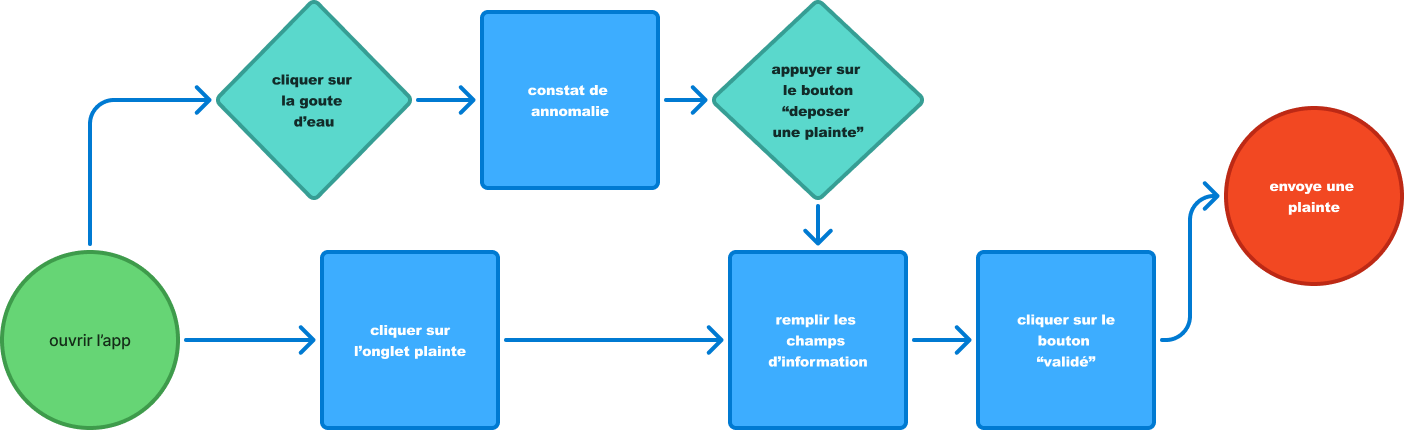 cliquer sur
la goute
d’eau
constat de
annomalie
appuyer sur
le bouton
“deposer
une plainte”
envoye une
plainte
ouvrir l’app
cliquer sur
l’onglet plainte
remplir les
champs
d’information
cliquer sur le
bouton
“validé”